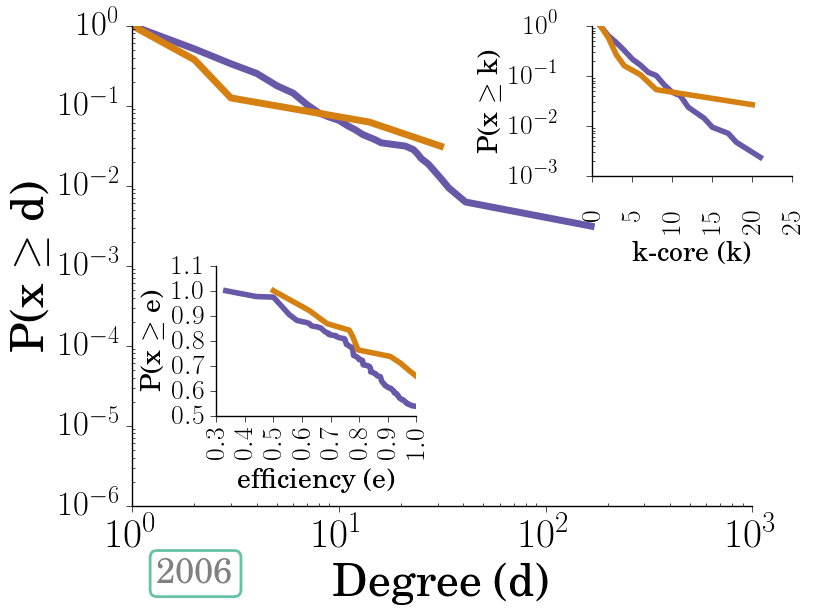 10⁰
10⁻¹
10⁻²
10⁻³
10⁻⁴
10⁻⁵
10⁻⁶
P(x ≥ d)
10⁰ 10¹ 10² 10³
Degree (d)
2006
10⁰
10⁻¹
10⁻²
10⁻³
P(x ≥ k)
0 5 10 15 20 25
k-core (k)
1.1
1.0
0.9
0.8
0.7
0.6
0.5
P(x ≥ e)
0.3 0.4 0.5 0.6 0.7 0.8 0.9 1.0
efficiency (e)